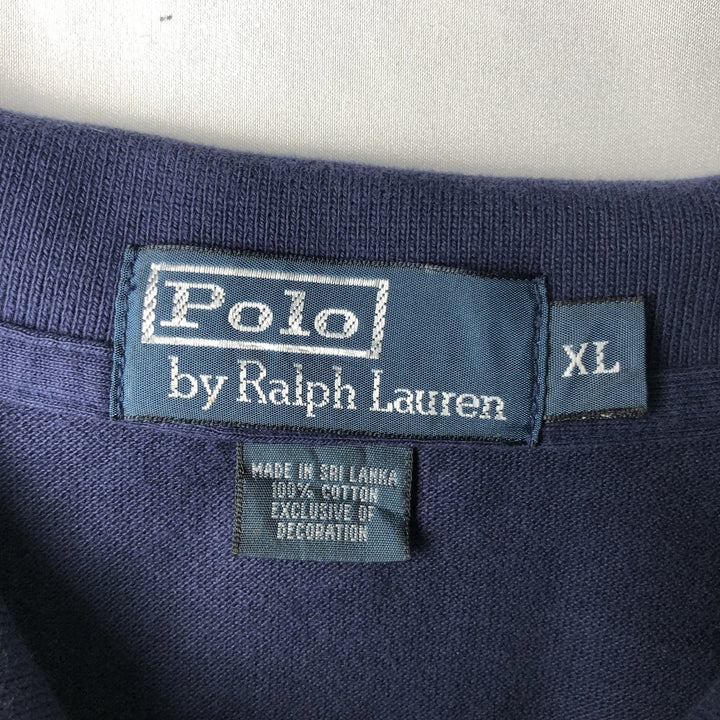 Polo
by Ralph Lauren
XL
MADE IN SRI LANKA
100% COTTON
EXCLUSIVE OF
DECORATION